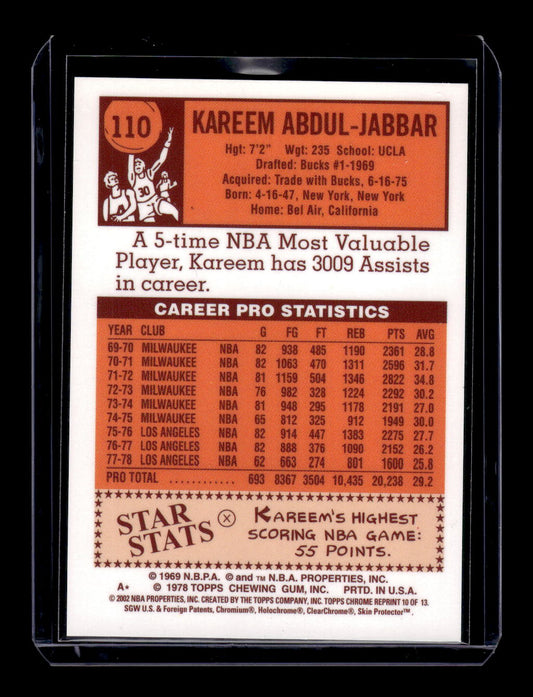 110
30
KAREEM ABDUL-JABBAR
Hgt: 7'2" Wgt: 235 School: UCLA
Drafted: Bucks #1-1969
Acquired: Trade with Bucks, 6-16-75
Born: 4-16-47, New York, New York
Home: Bel Air, California
A 5-time NBA Most Valuable
Player, Kareem has 3009 Assists
in career.
CAREER PRO STATISTICS
YEAR CLUB G FG FT REB PTS AVG
69-70 MILWAUKEE NBA 82 938 485 1190 2361 28.8
70-71 MILWAUKEE NBA 82 1063 470 1311 2596 31.7
71-72 MILWAUKEE NBA 81 1159 504 1346 2822 34.8
72-73 MILWAUKEE NBA 76 982 328 1224 2292 30.2
73-74 MILWAUKEE NBA 81 948 295 1178 2191 27.0
74-75 MILWAUKEE NBA 65 812 325 912 1949 30.0
75-76 LOS ANGELES NBA 82 914 447 1383 2275 27.7
76-77 LOS ANGELES NBA 82 888 376 1090 2152 26.2
77-78 LOS ANGELES NBA 62 663 274 801 1600 25.8
PRO TOTAL ............ 693 8367 3504 10,435 20,238 29.2
STAR
STATS
X
KAREEM'S HIGHEST
SCORING NBA GAME:
55 POINTS.
© 1969 N.B.P.A. © and ™ N.B.A. PROPERTIES, INC.
A* © 1978 TOPPS CHEWING GUM, INC. PRTD. IN U.S.A.
© 2002 NBA PROPERTIES, INC. CREATED BY THE TOPPS COMPANY, INC. TOPPS CHROME REPRINT 10 OF 13.
SGW U.S. & Foreign Patents, Chromium®, Holochrome®, ClearChrome®, Skin Protector™.